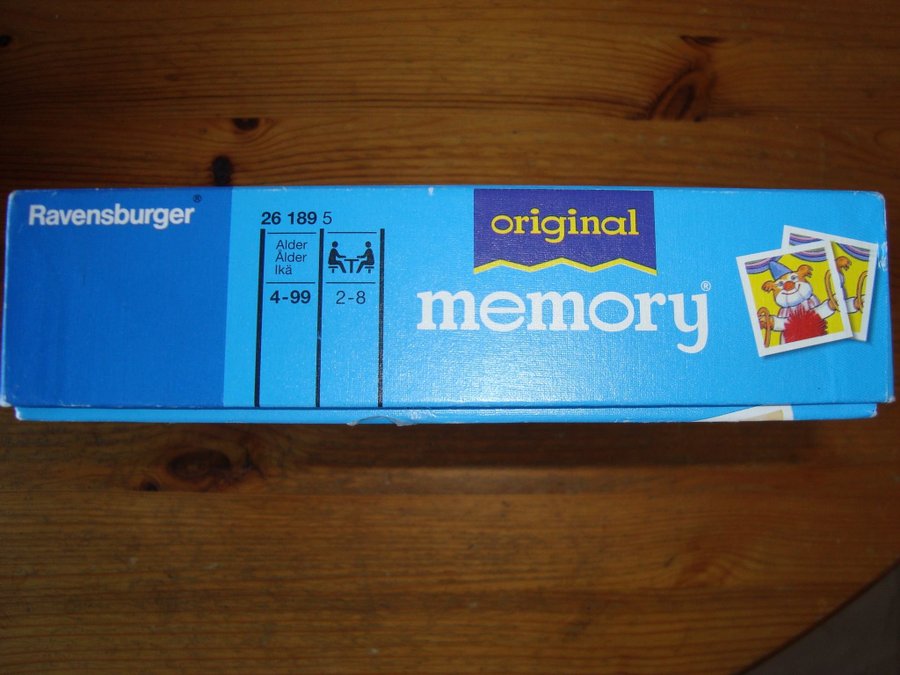 Ravensburger®
26 189 5
Alder
Ålder
Ikä
4-99
2-8
original
memory®